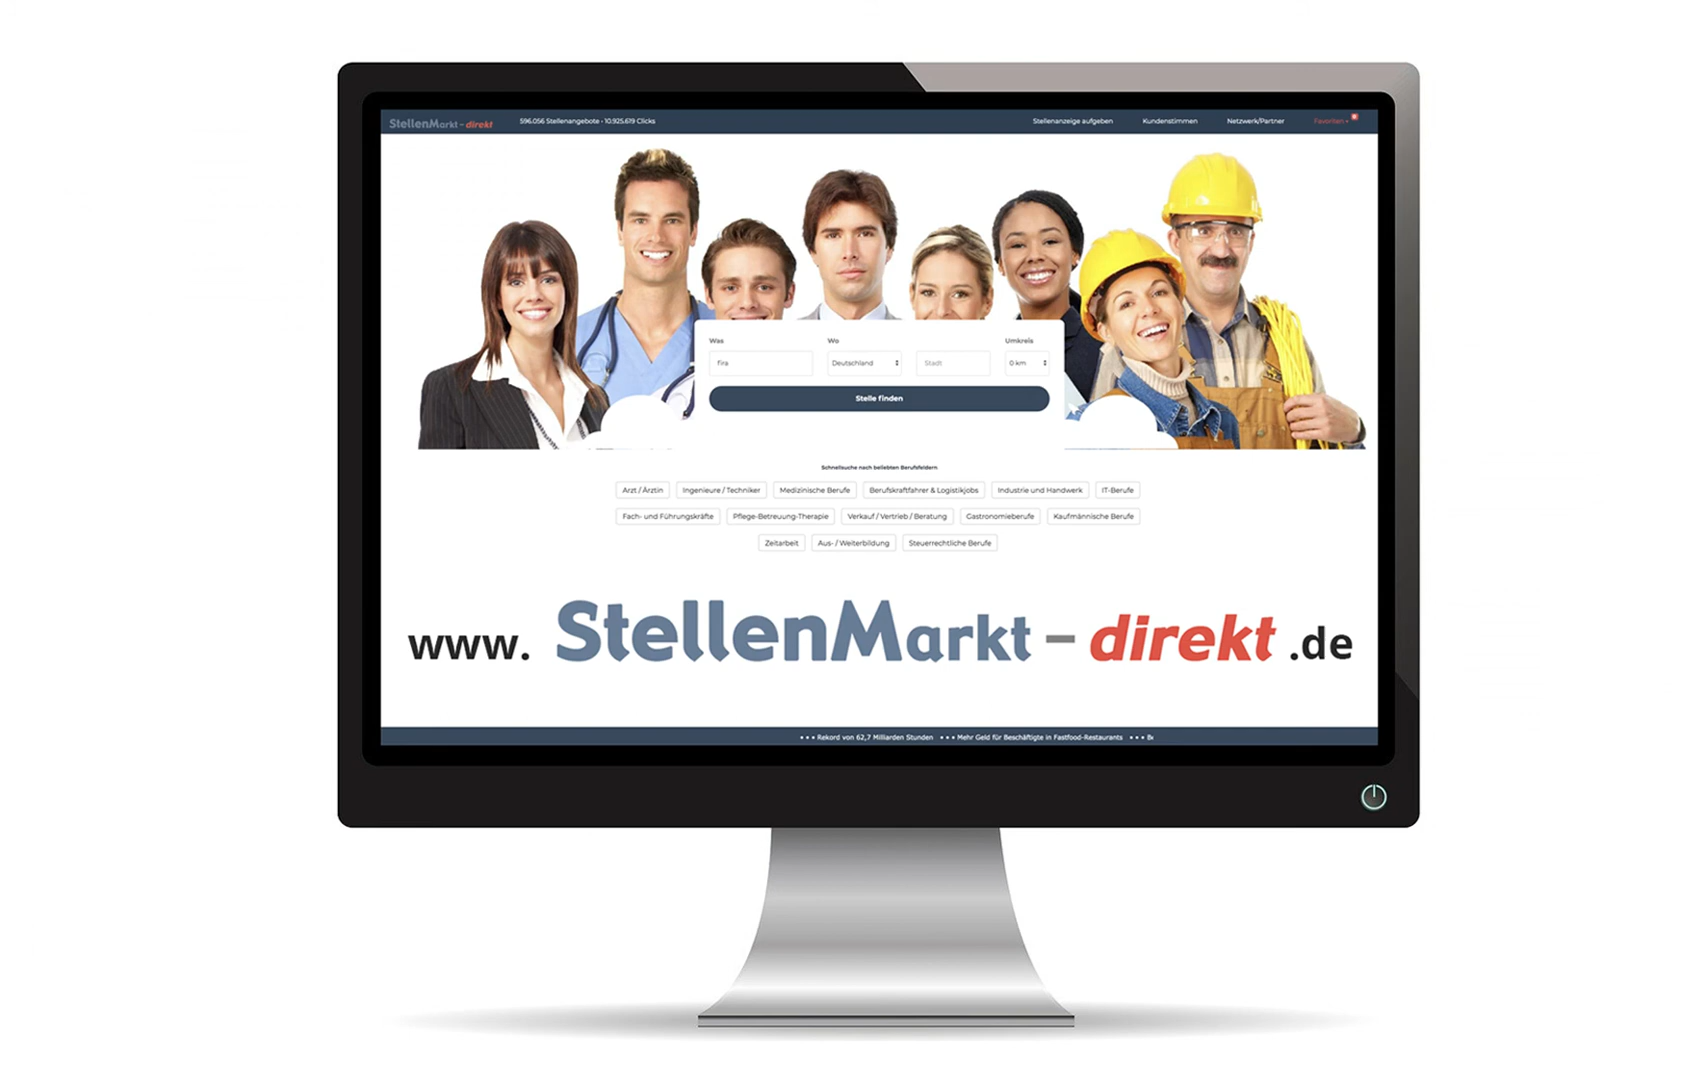 StellenMarkt - direkt 596.056 Stellenangebote - 10.925.619 Clicks Stellenanzeige aufgeben Kundenstimmen Netzwerk/Partner Favoriten
Was Wo Umkreis
fira Deutschland Stadt 0 km
Stelle finden
Schnellsuche nach beliebten Berufsfeldern
Arzt / Ärztin Ingenieure / Techniker Medizinische Berufe Berufskraftfahrer & Logistikjobs Industrie und Handwerk IT-Berufe
Fach- und Führungskräfte Pflege-Betreuung-Therapie Verkauf / Vertrieb / Beratung Gastronomieberufe Kaufmännische Berufe
Zeitarbeit Aus- / Weiterbildung Steuerrechtliche Berufe
www. StellenMarkt - direkt .de
• • • Rekord von 62,7 Milliarden Stunden • • • Mehr Geld für Beschäftigte in Fastfood-Restaurants • • •